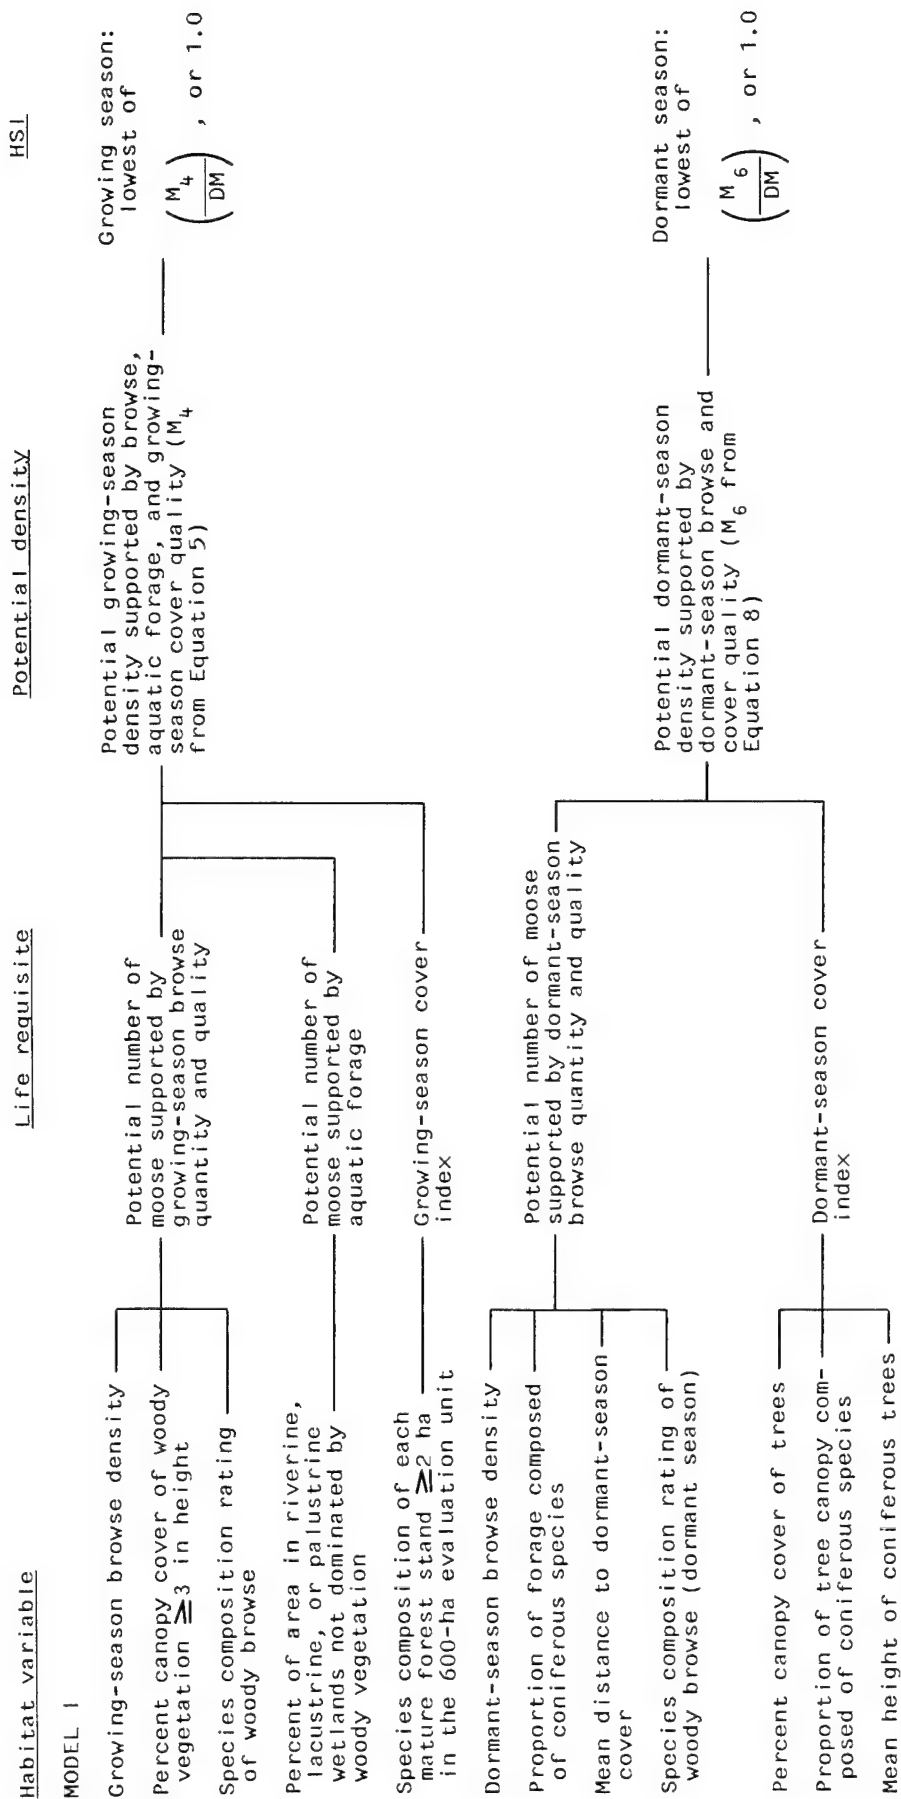 Habitat variable
Life requisite
Potential density
HSI
MODEL I
Growing-season browse density
Percent canopy cover of woody
vegetation ≧3 in height
Species composition rating
of woody browse
Potential number of
moose supported by
growing-season browse
quantity and quality
Percent of area in riverine,
lacustrine, or palustrine
wetlands not dominated by
woody vegetation
Potential number of
moose supported by
aquatic forage
Species composition of each
mature forest stand ≧2 ha
in the 600-ha evaluation unit
Growing-season cover
index
Potential growing-season
density supported by browse,
aquatic forage, and growing-
season cover quality (M4
from Equation 5)
Growing season:
lowest of
(M4/DM), or 1.0
Dormant-season browse density
Proportion of forage composed
of coniferous species
Mean distance to dormant-season
cover
Species composition rating of
woody browse (dormant season)
Potential number of moose
supported by dormant-season
browse quantity and quality
Percent canopy cover of trees
Proportion of tree canopy com-
posed of coniferous species
Mean height of coniferous trees
Dormant-season cover
index
Potential dormant-season
density supported by
dormant-season browse and
cover quality (M6 from
Equation 8)
Dormant season:
lowest of
(M6/DM), or 1.0